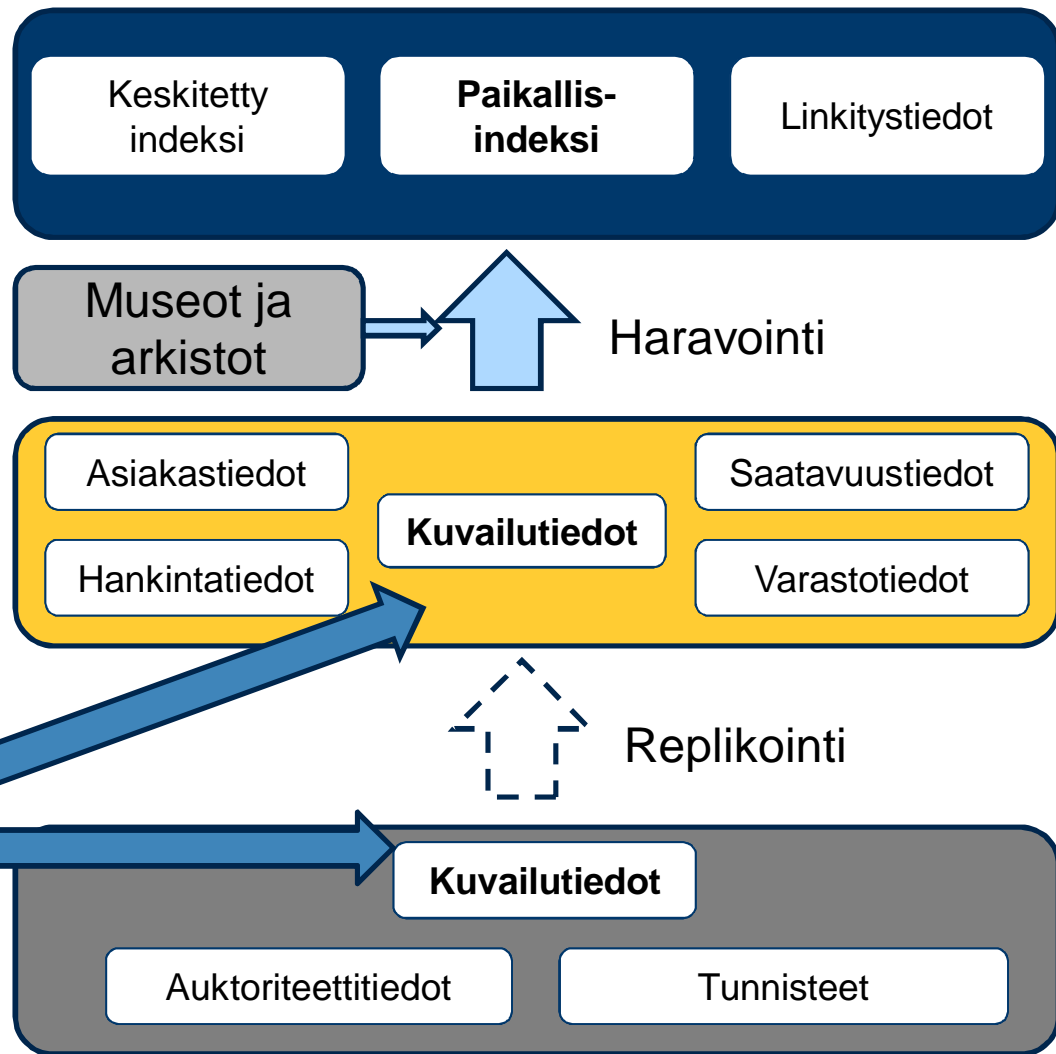 Keskitetty
indeksi
Paikallis-
indeksi
Linkitystiedot
Museot ja
arkistot
Haravointi
Asiakastiedot
Saatavuustiedot
Kuvailutiedot
Hankintatiedot
Varastotiedot
Replikointi
Kuvailutiedot
Auktoriteettitiedot
Tunnisteet